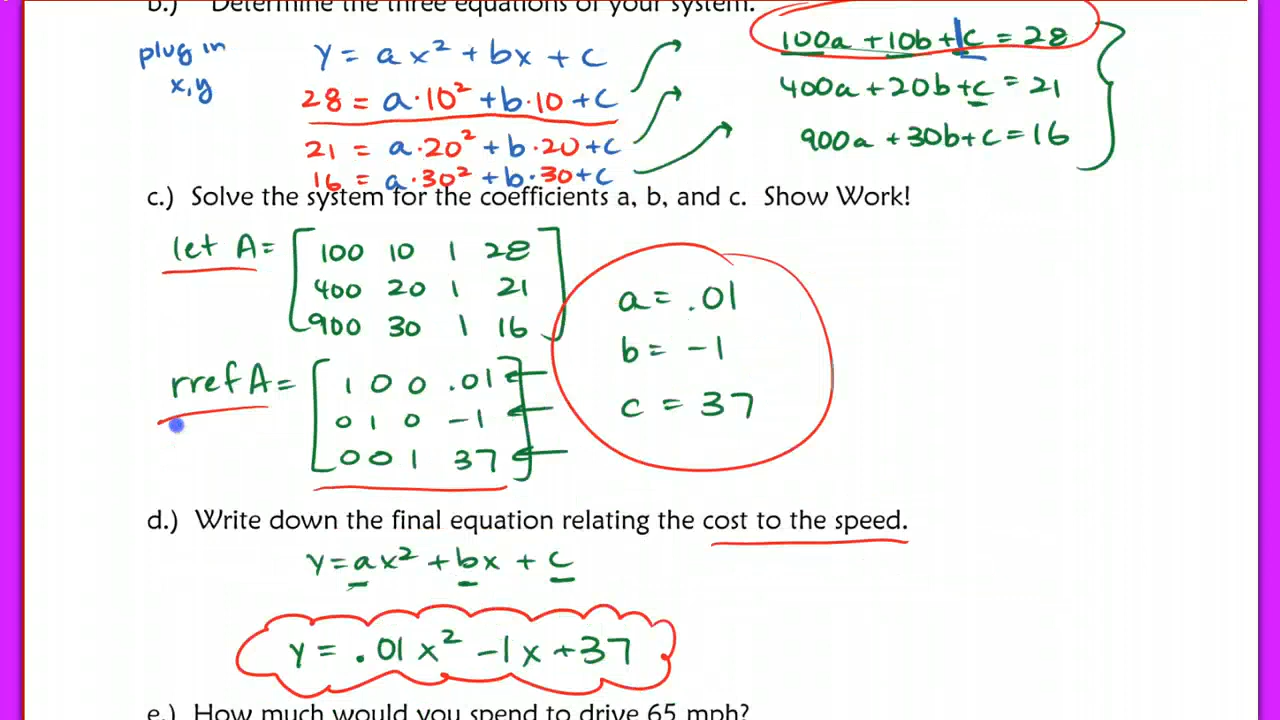 b.) Determine the three equations of your system.
plug in
x,y
y = ax² + bx + c
28 = a·10² + b·10 + c
21 = a·20² + b·20 + c
16 = a·30² + b·30 + c
100a + 10b + 1c = 28
400a + 20b + c = 21
900a + 30b + c = 16
c.) Solve the system for the coefficients a, b, and c. Show Work!
let A = [ 100 10 1 28
400 20 1 21
900 30 1 16 ]
rref A = [ 1 0 0 .01
0 1 0 -1
0 0 1 37 ]
a = .01
b = -1
c = 37
d.) Write down the final equation relating the cost to the speed.
y = ax² + bx + c
y = .01x² - 1x + 37
e.) How much would you spend to drive 65 mph?